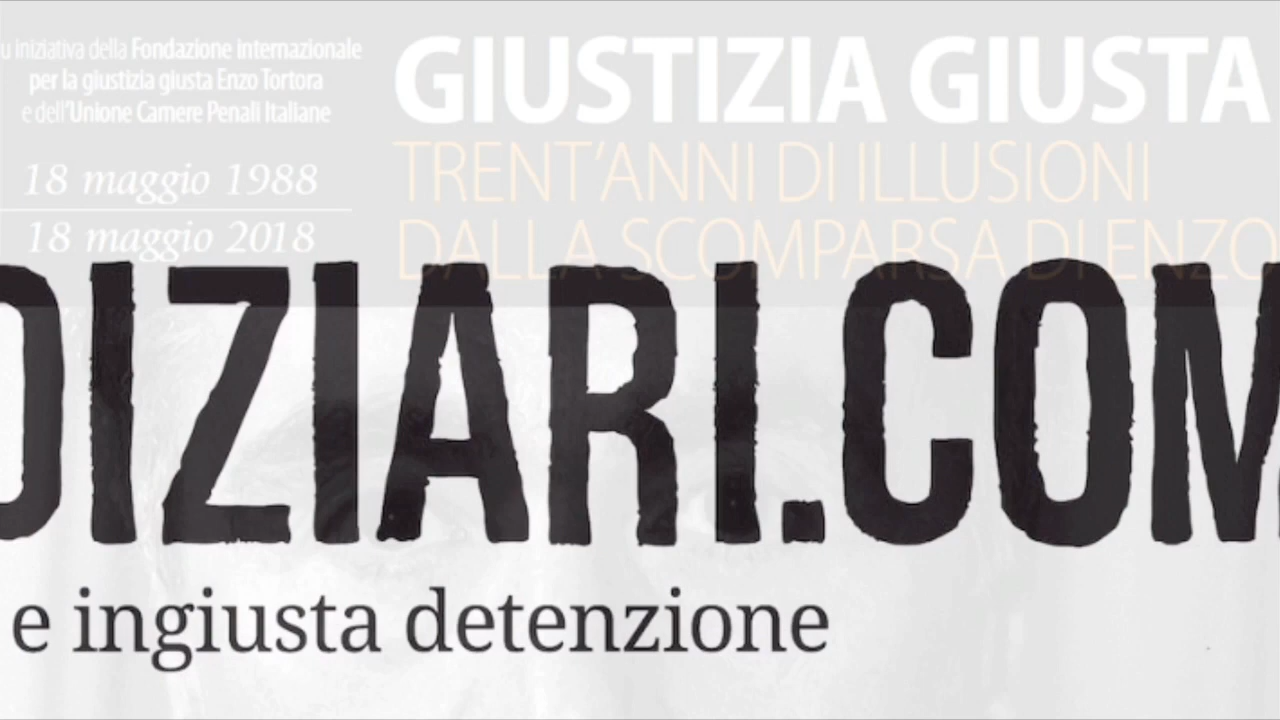 u iniziativa della Fondazione internazionale
per la giustizia giusta Enzo Tortora
e dell'Unione Camere Penali Italiane
18 maggio 1988
18 maggio 2018
GIUSTIZIA GIUSTA
TRENT'ANNI DI ILLUSIONI
DALLA SCOMPARSA DI ENZO
DIZIARI.COM
e ingiusta detenzione